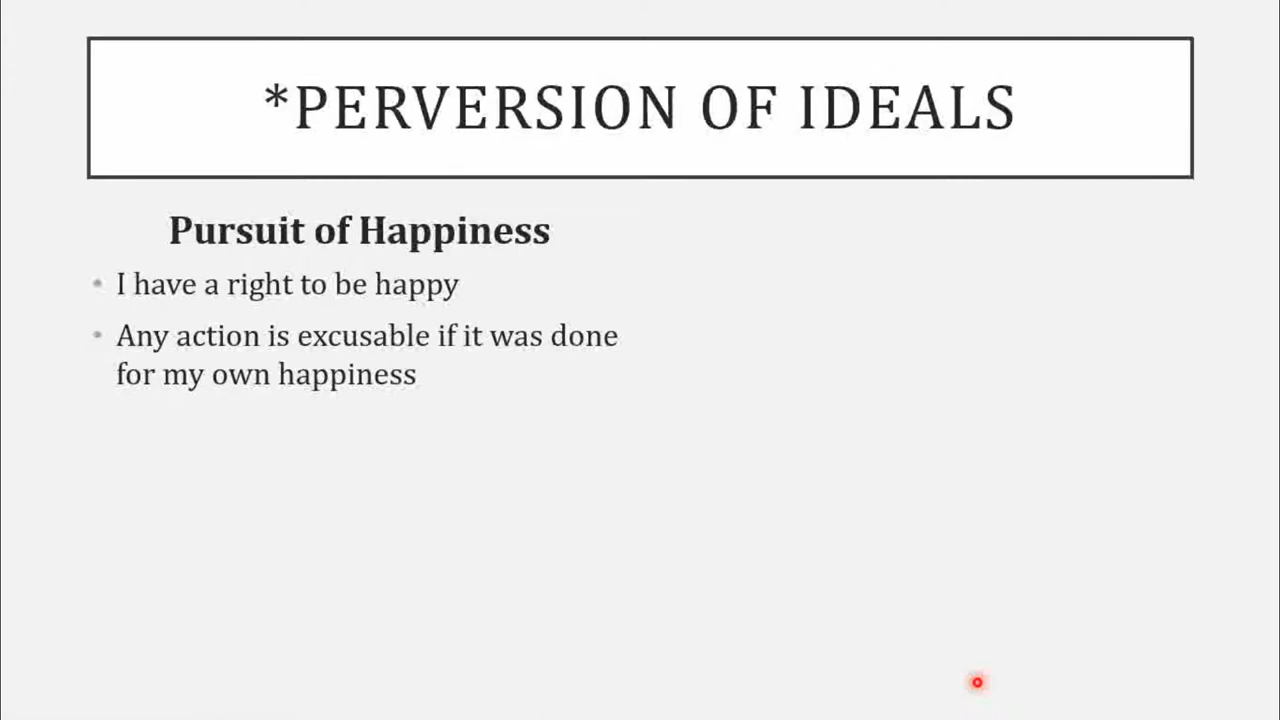 *PERVERSION OF IDEALS
Pursuit of Happiness
• I have a right to be happy
• Any action is excusable if it was done
for my own happiness